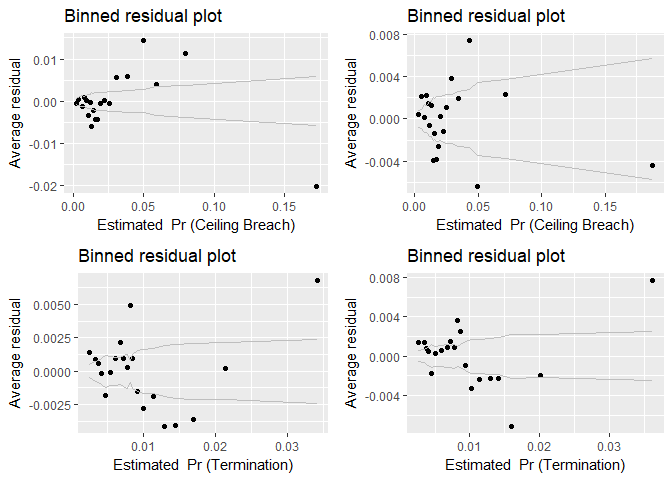 Binned residual plot
0.01
0.00
-0.01
-0.02
Average residual
0.00 0.05 0.10 0.15
Estimated Pr (Ceiling Breach)
Binned residual plot
0.008
0.004
0.000
-0.004
Average residual
0.00 0.05 0.10 0.15
Estimated Pr (Ceiling Breach)
Binned residual plot
0.0050
0.0025
0.0000
-0.0025
Average residual
0.01 0.02 0.03
Estimated Pr (Termination)
Binned residual plot
0.008
0.004
0.000
-0.004
Average residual
0.01 0.02 0.03
Estimated Pr (Termination)